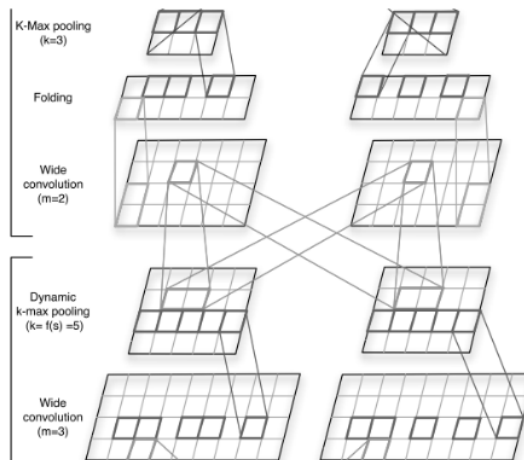 K-Max pooling
(k=3)
Folding
Wide
convolution
(m=2)
Dynamic
k-max pooling
(k= f(s) =5)
Wide
convolution
(m=3)